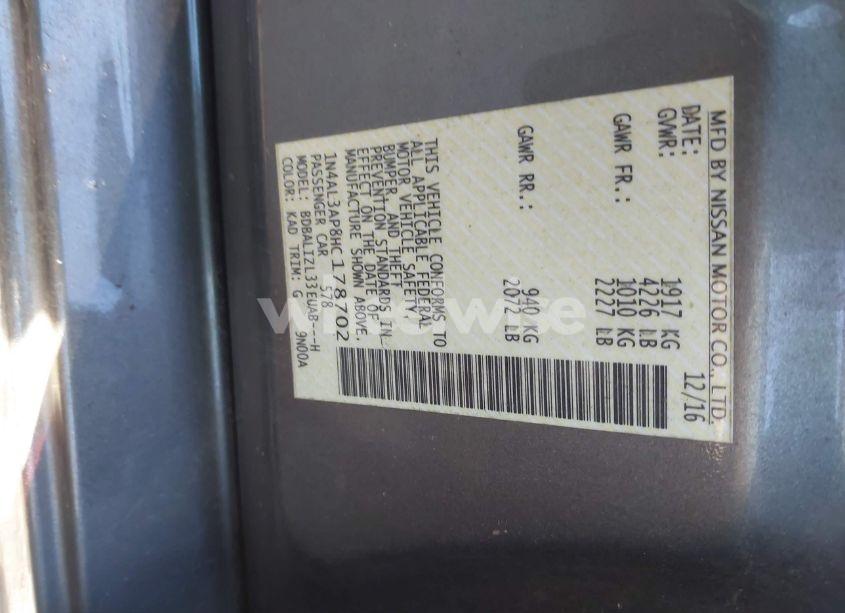 MFD BY NISSAN MOTOR CO., LTD.
DATE: 12/16
GVWR: 1917 KG
4226 LB
GAWR FR.: 1010 KG
2227 LB
GAWR RR.: 940 KG
2072 LB
THIS VEHICLE CONFORMS TO
ALL APPLICABLE FEDERAL
MOTOR VEHICLE SAFETY,
BUMPER, AND THEFT
PREVENTION STANDARDS IN
EFFECT ON THE DATE OF
MANUFACTURE SHOWN ABOVE.
1N4AL3AP8HC178702
PASSENGER CAR 578
MODEL: BDBALTZL33EUAB---H
COLOR: KAD TRIM: G 9N00A